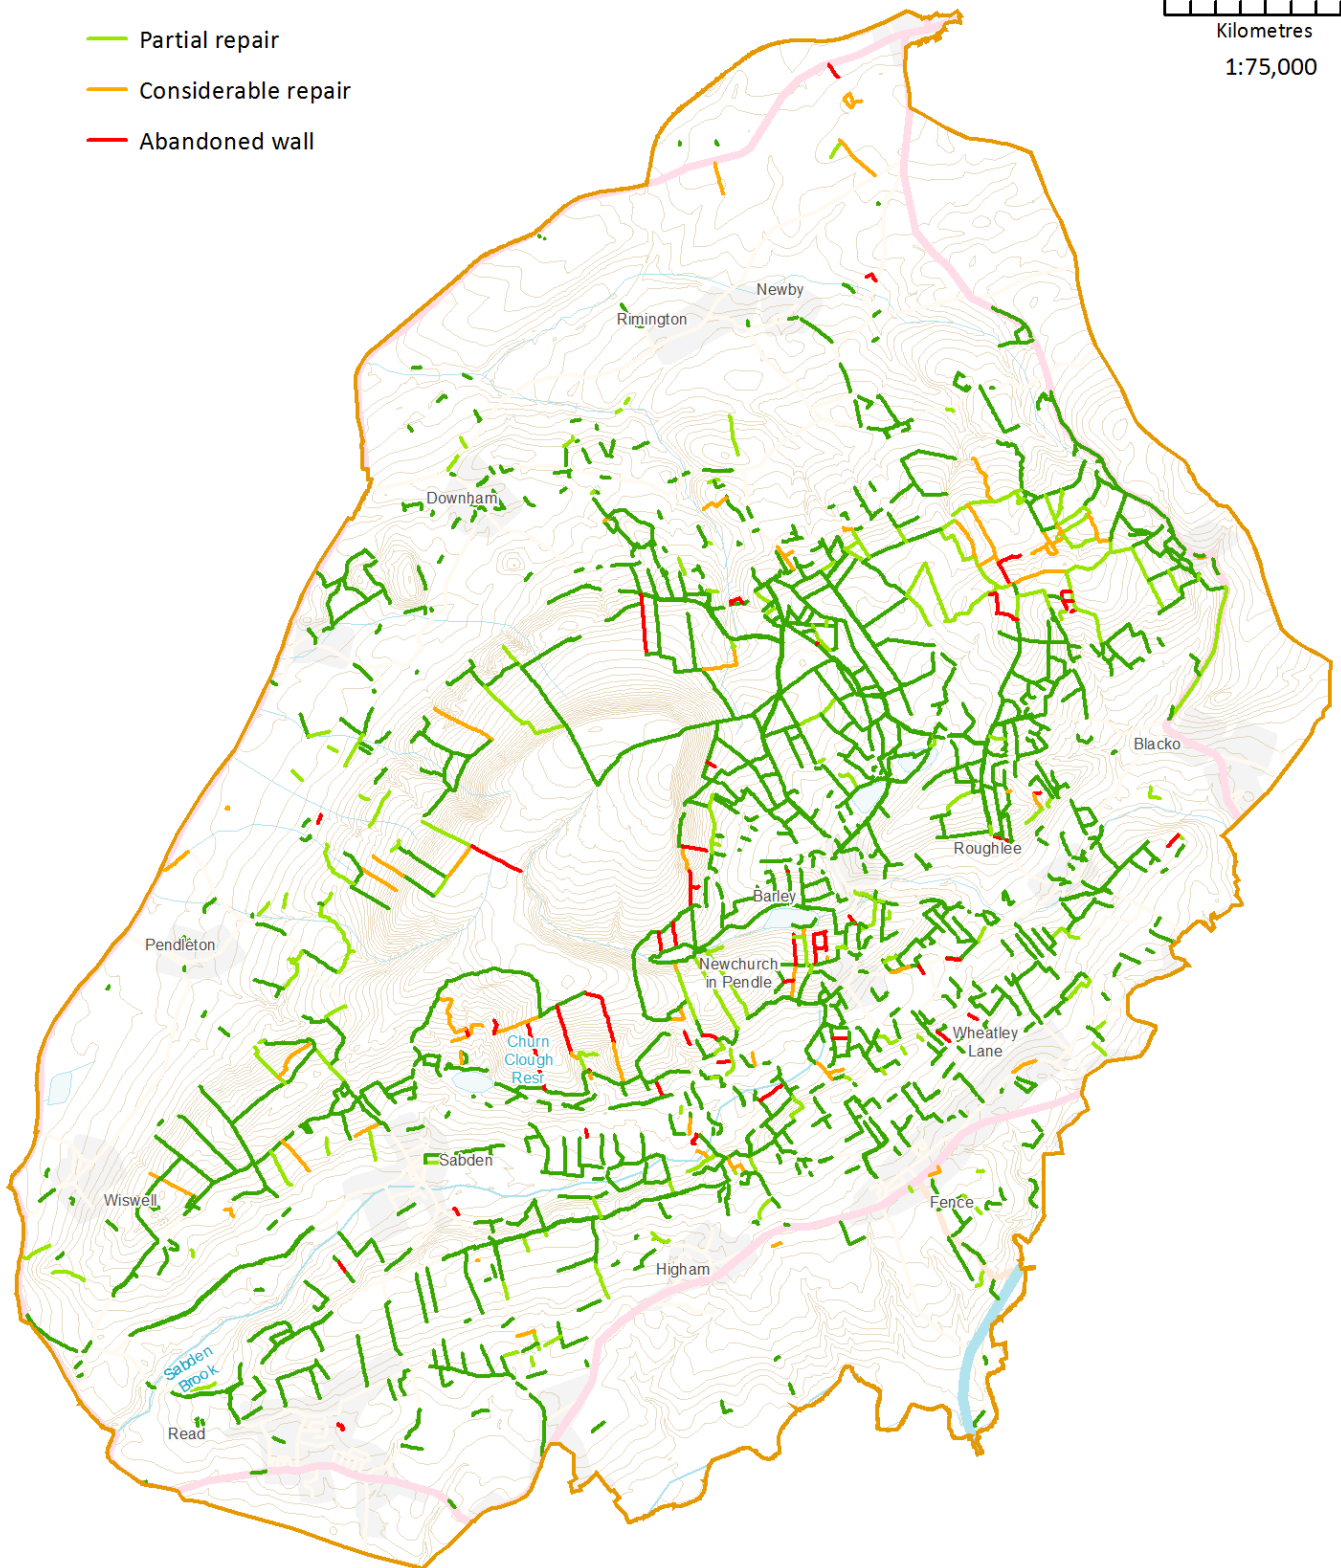 Kilometres
1:75,000
Partial repair
Considerable repair
Abandoned wall
Newby
Rimington
Downham
Blacko
Roughlee
Barley
Pendleton
Newchurch
in Pendle
Wheatley
Lane
Churn
Clough
Resr
Sabden
Wiswell
Fence
Higham
Sabden
Brook
Read